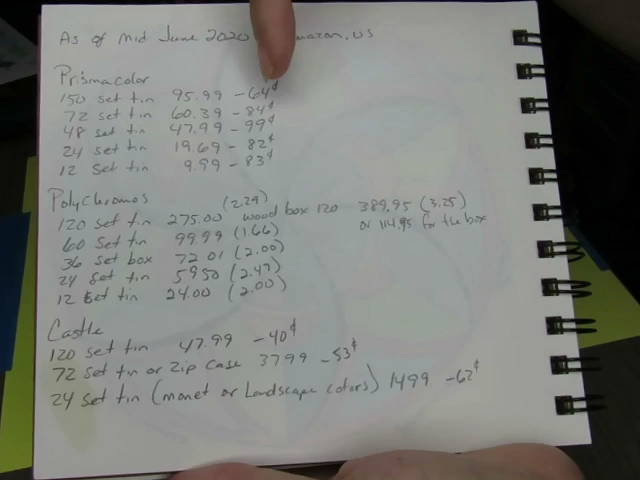 As of mid June 2020 amazon, US
Prismacolor
150 set tin 95.99 - 64¢
72 set tin 60.39 - 84¢
48 set tin 47.99 - 99¢
24 set tin 19.69 - 82¢
12 set tin 9.99 - 83¢
Polychromos
120 set tin 275.00 (2.29) wood box 120 389.95 (3.25)
or 114.95 for the box
60 set tin 99.99 (1.66)
36 set box 72.01 (2.00)
24 set tin 59.50 (2.47)
12 set tin 24.00 (2.00)
Castle
120 set tin 47.99 - 40¢
72 set tin or Zip Case 37.99 - 53¢
24 set tin (monet or Landscape colors) 14.99 - 62¢